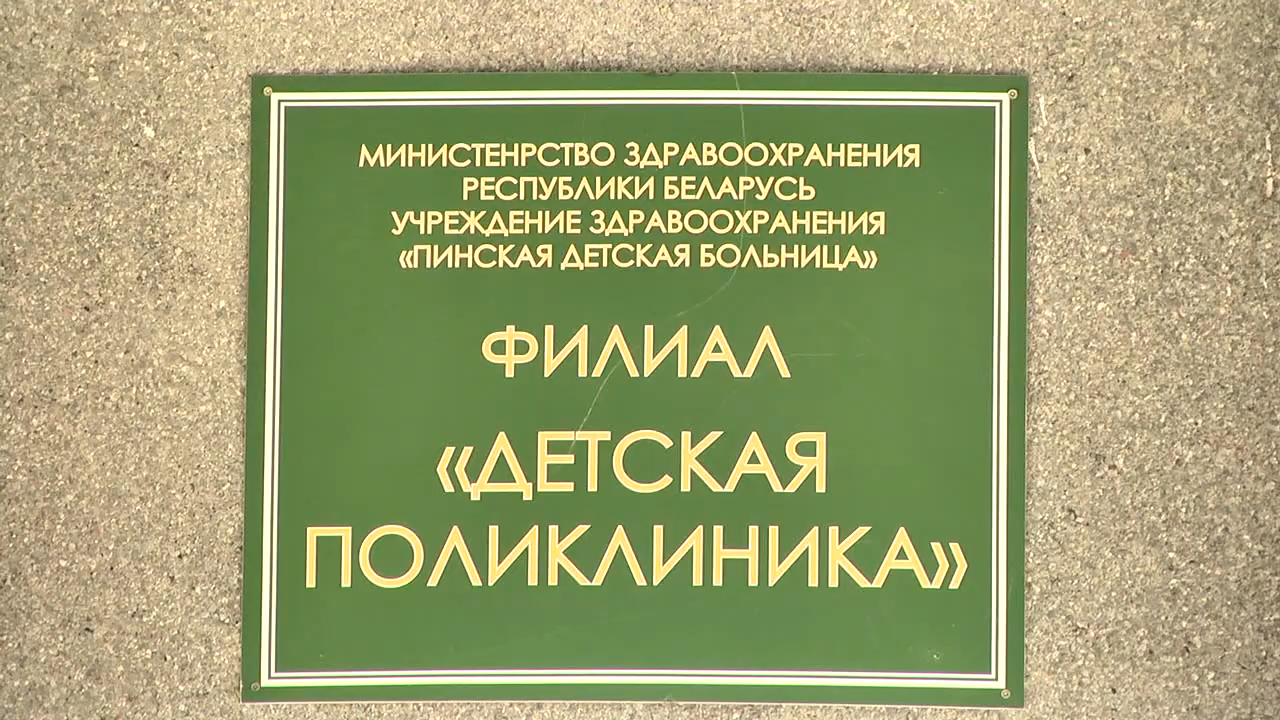 МИНИСТЕНРСТВО ЗДРАВООХРАНЕНИЯ
РЕСПУБЛИКИ БЕЛАРУСЬ
УЧРЕЖДЕНИЕ ЗДРАВООХРАНЕНИЯ
«ПИНСКАЯ ДЕТСКАЯ БОЛЬНИЦА»
ФИЛИАЛ
«ДЕТСКАЯ
ПОЛИКЛИНИКА»